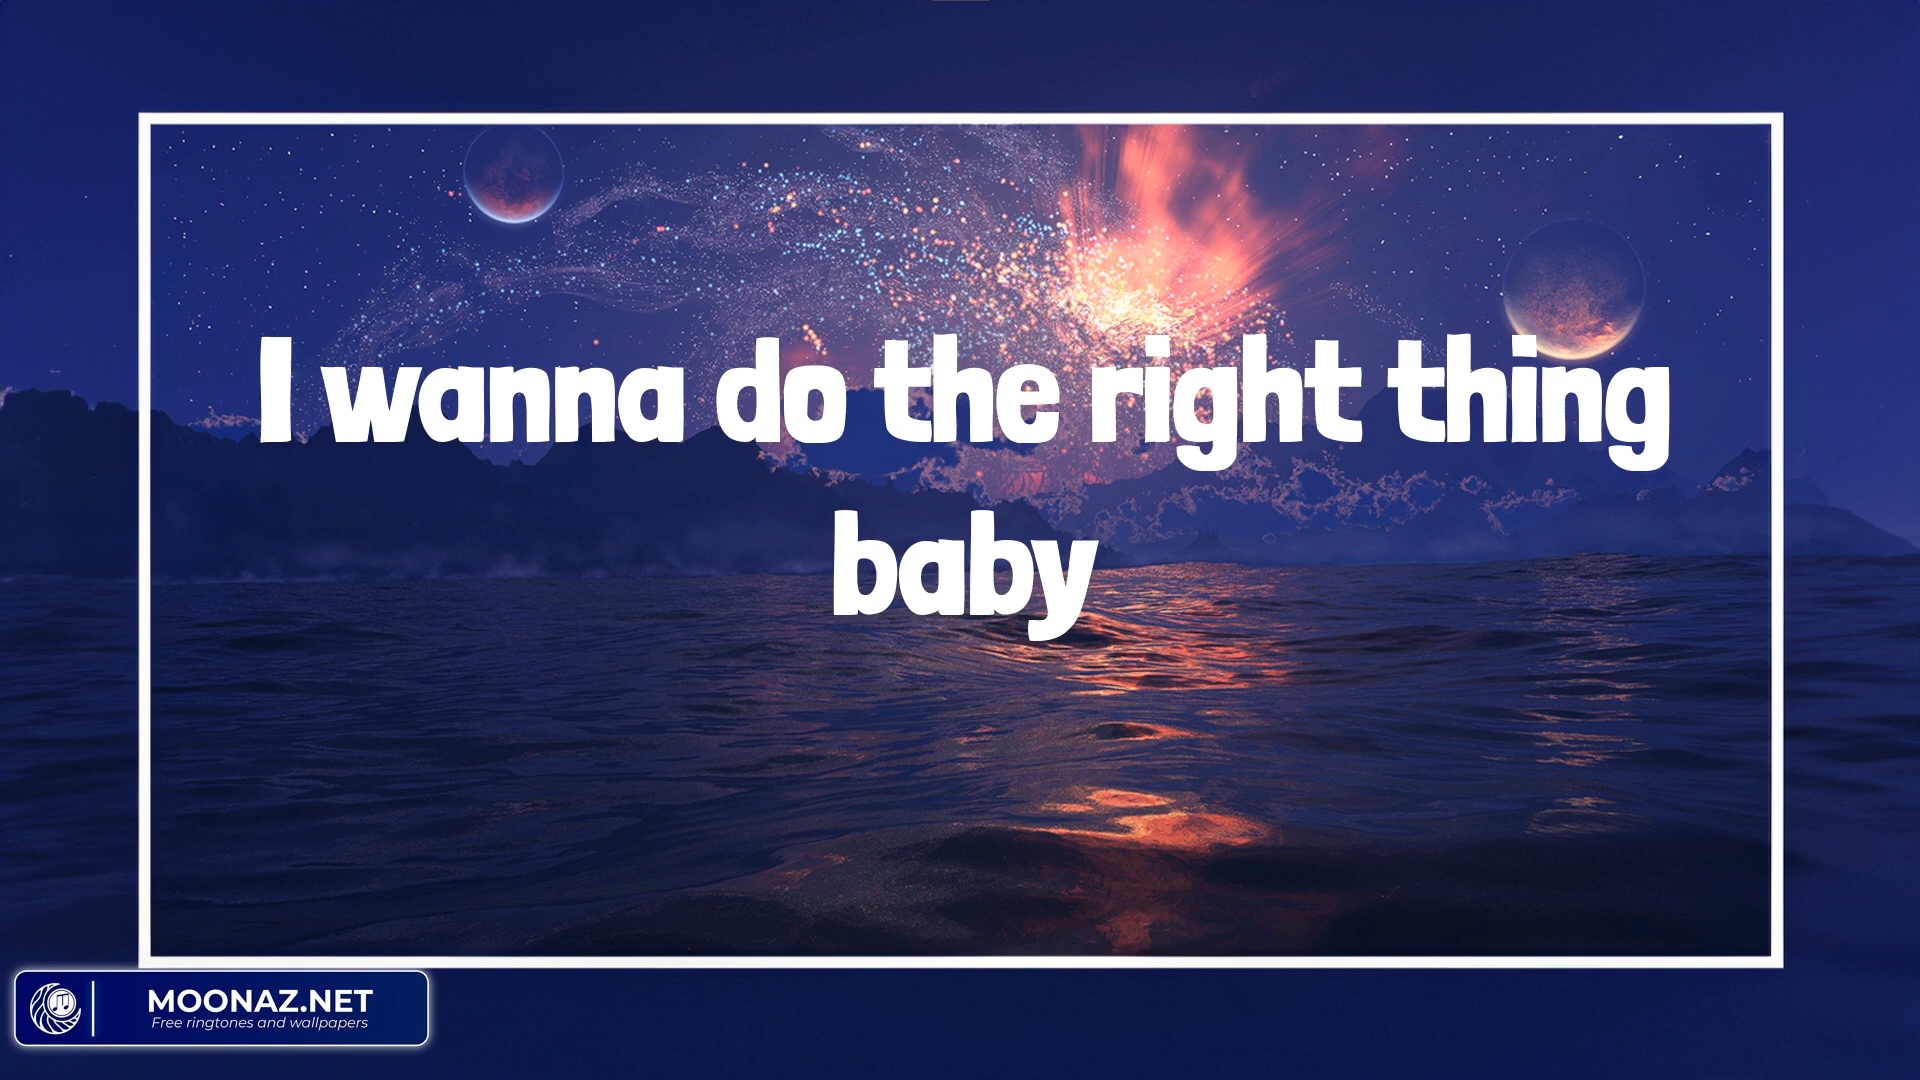 I wanna do the right thing
baby
MOONAZ.NET
Free ringtones and wallpapers